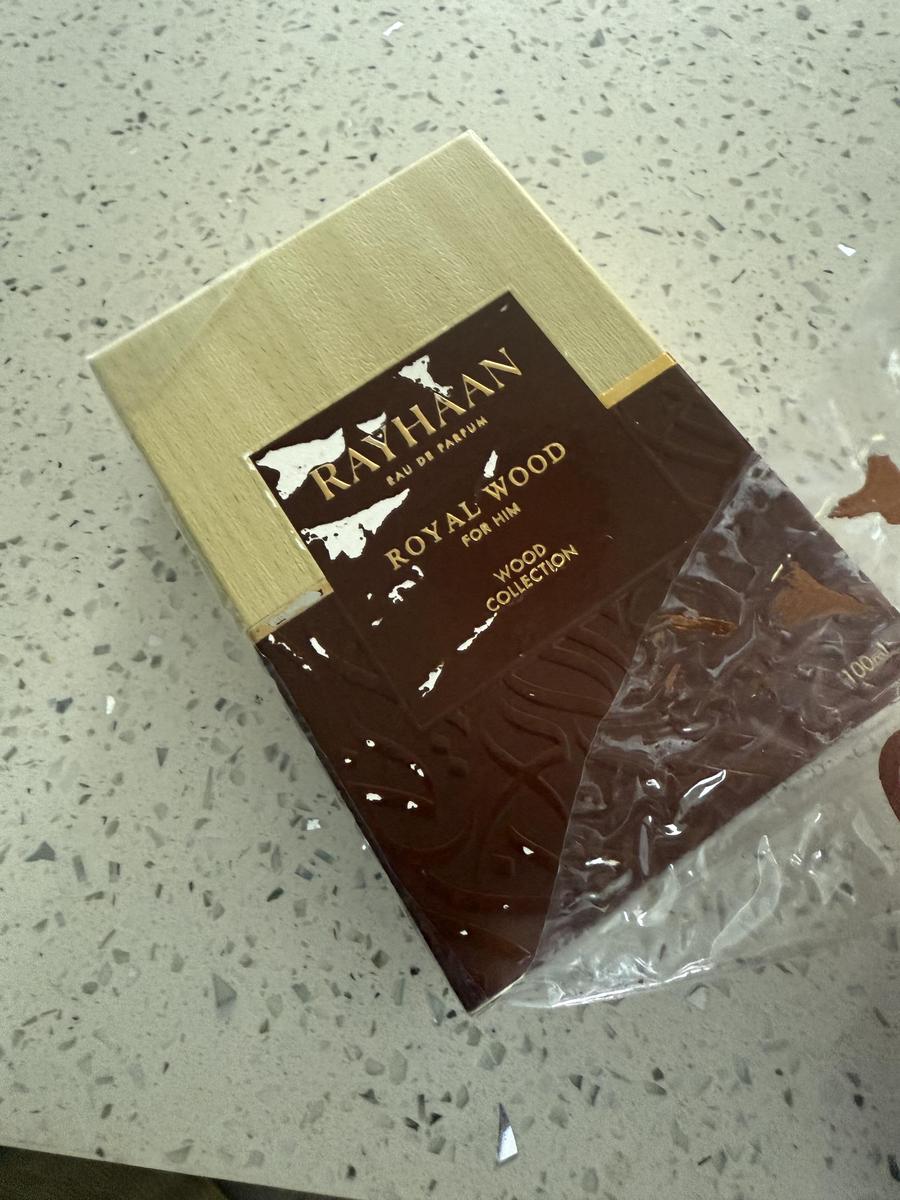 RAYHAAN
EAU DE PARFUM
ROYAL WOOD
FOR HIM
WOOD
COLLECTION
100ml